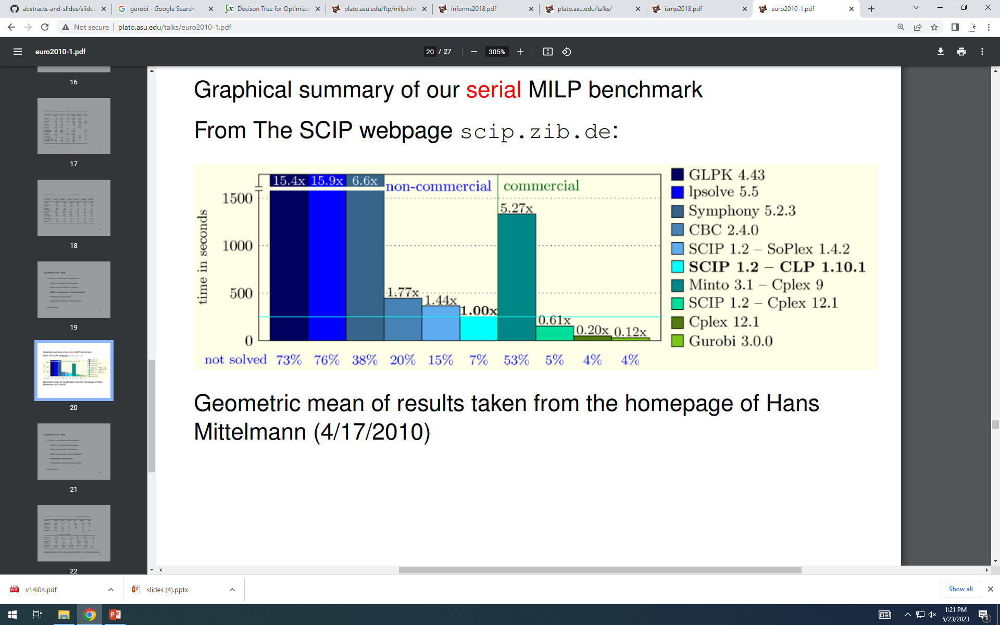 abstracts-and-slides/slides
gurobi - Google Search
Decison Tree for Optimizat
plato.asu.edu/ftp/milp.htm
informs2018.pdf
plato.asu.edu/talks/
ismp2018.pdf
euro2010-1.pdf
Not secure
plato.asu.edu/talks/euro2010-1.pdf
euro2010-1.pdf
20 / 27
305%
16
17
18
Overview of Talk
19
20
Overview of Talk
21
22
Graphical summary of our serial MILP benchmark
From The SCIP webpage scip.zib.de:
time in seconds
1500
1000
500
0
15.4x 15.9x 6.6x
non-commercial
commercial
1.77x
1.44x
1.00x
5.27x
0.61x
0.20x
0.12x
not solved 73% 76% 38% 20% 15% 7% 53% 5% 4% 4%
GLPK 4.43
lpsolve 5.5
Symphony 5.2.3
CBC 2.4.0
SCIP 1.2 – SoPlex 1.4.2
SCIP 1.2 – CLP 1.10.1
Minto 3.1 – Cplex 9
SCIP 1.2 – Cplex 12.1
Cplex 12.1
Gurobi 3.0.0
Geometric mean of results taken from the homepage of Hans
Mittelmann (4/17/2010)
v14i04.pdf
slides (4).pptx
Show all
1:21 PM
5/23/2023
1